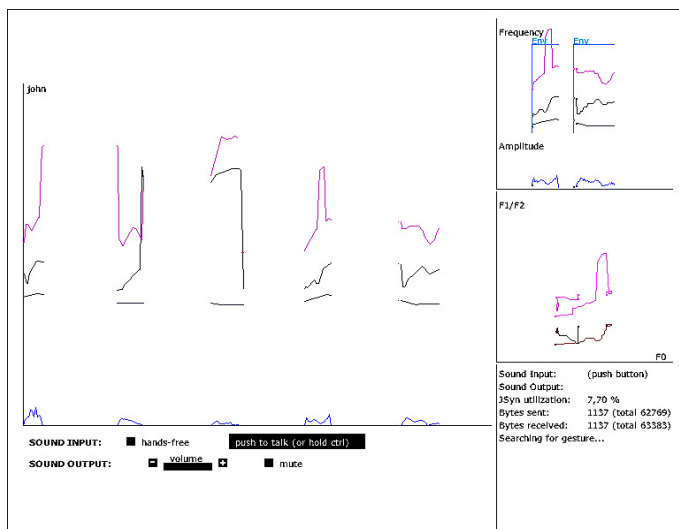 john
SOUND INPUT: hands-free push to talk (or hold ctrl)
SOUND OUTPUT: - volume + mute
Frequency
Env Env
Amplitude
F1/F2
F0
Sound Input: (push button)
Sound Output:
JSyn utilization: 7,70 %
Bytes sent: 1137 (total 62769)
Bytes received: 1137 (total 63383)
Searching for gesture...